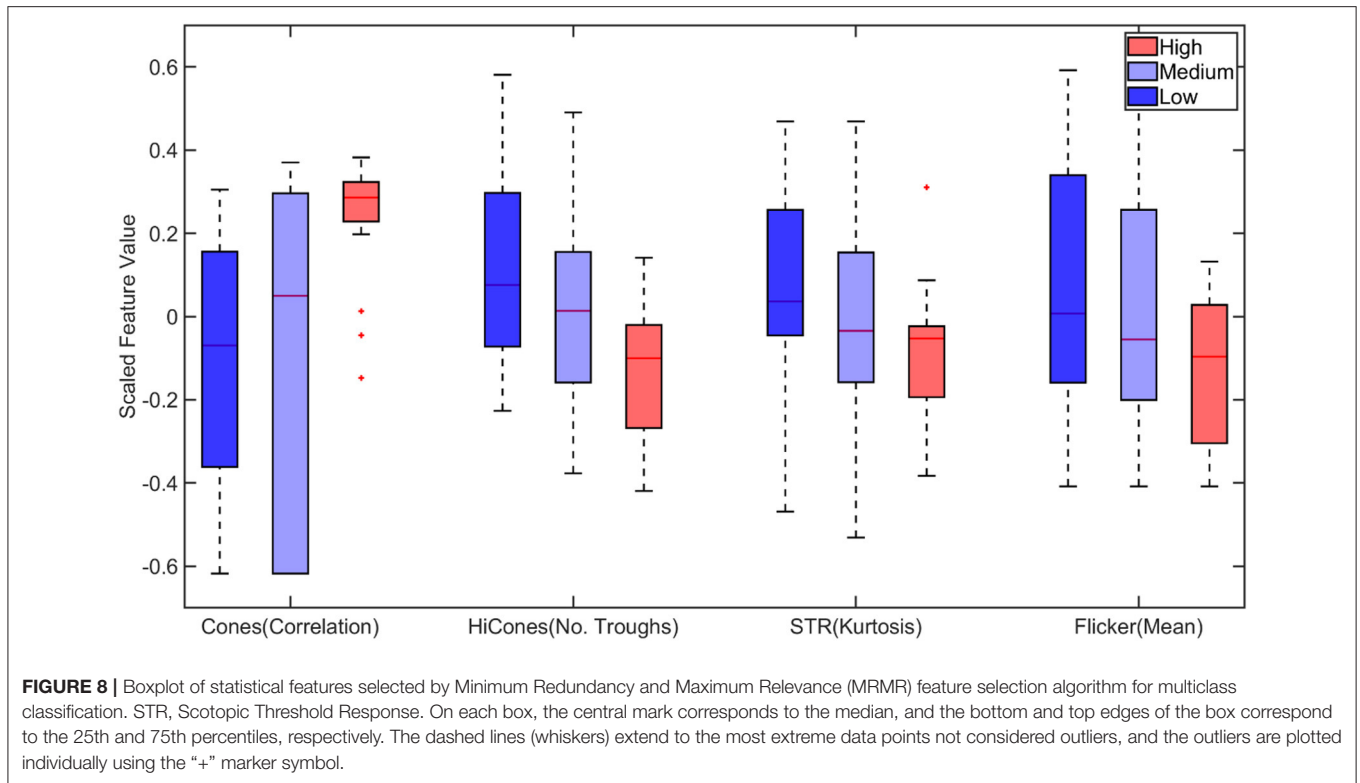 High
Medium
Low
0.6
0.4
0.2
0
-0.2
-0.4
-0.6
Scaled Feature Value
Cones(Correlation) HiCones(No. Troughs) STR(Kurtosis) Flicker(Mean)
FIGURE 8 | Boxplot of statistical features selected by Minimum Redundancy and Maximum Relevance (MRMR) feature selection algorithm for multiclass
classification. STR, Scotopic Threshold Response. On each box, the central mark corresponds to the median, and the bottom and top edges of the box correspond
to the 25th and 75th percentiles, respectively. The dashed lines (whiskers) extend to the most extreme data points not considered outliers, and the outliers are plotted
individually using the “+” marker symbol.